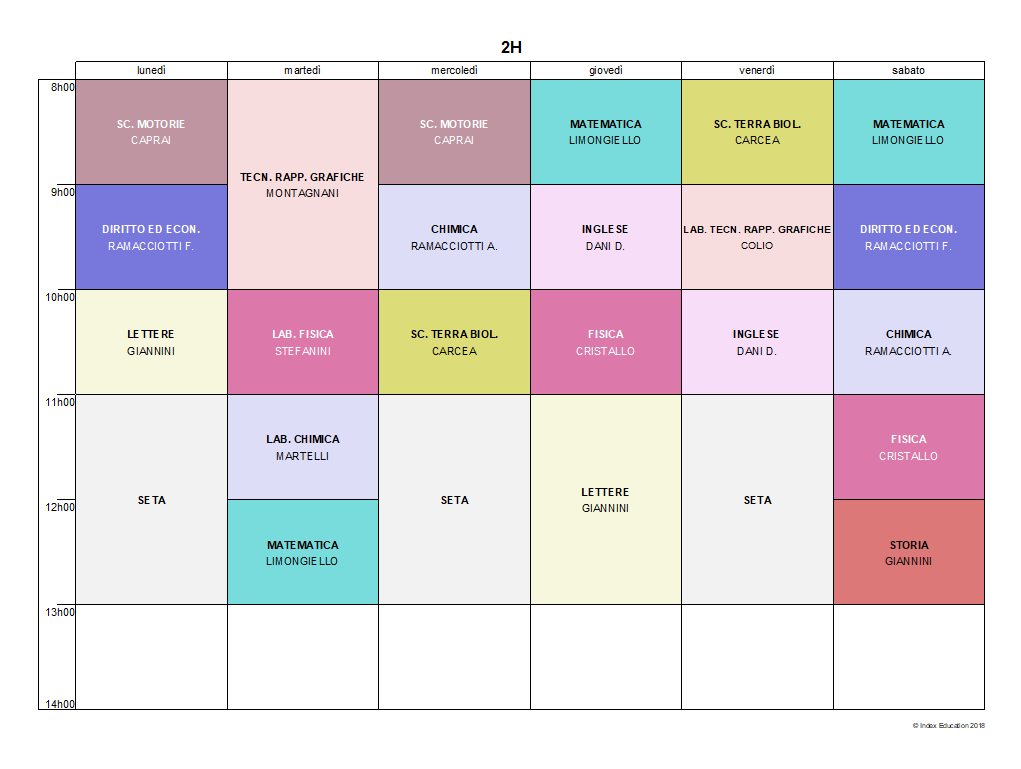 2H
lunedì
martedì
mercoledì
giovedì
venerdì
sabato
8h00
SC. MOTORIE
CAPRAI
TECN. RAPP. GRAFICHE
MONTAGNANI
SC. MOTORIE
CAPRAI
MATEMATICA
LIMONGIELLO
SC. TERRA BIOL.
CARCEA
MATEMATICA
LIMONGIELLO
9h00
DIRITTO ED ECON.
RAMACCIOTTI F.
CHIMICA
RAMACCIOTTI A.
INGLESE
DANI D.
LAB. TECN. RAPP. GRAFICHE
COLIO
DIRITTO ED ECON.
RAMACCIOTTI F.
10h00
LETTERE
GIANNINI
LAB. FISICA
STEFANINI
SC. TERRA BIOL.
CARCEA
FISICA
CRISTALLO
INGLESE
DANI D.
CHIMICA
RAMACCIOTTI A.
11h00
SETA
LAB. CHIMICA
MARTELLI
SETA
LETTERE
GIANNINI
SETA
FISICA
CRISTALLO
12h00
MATEMATICA
LIMONGIELLO
STORIA
GIANNINI
13h00
14h00
© Index Education 2018